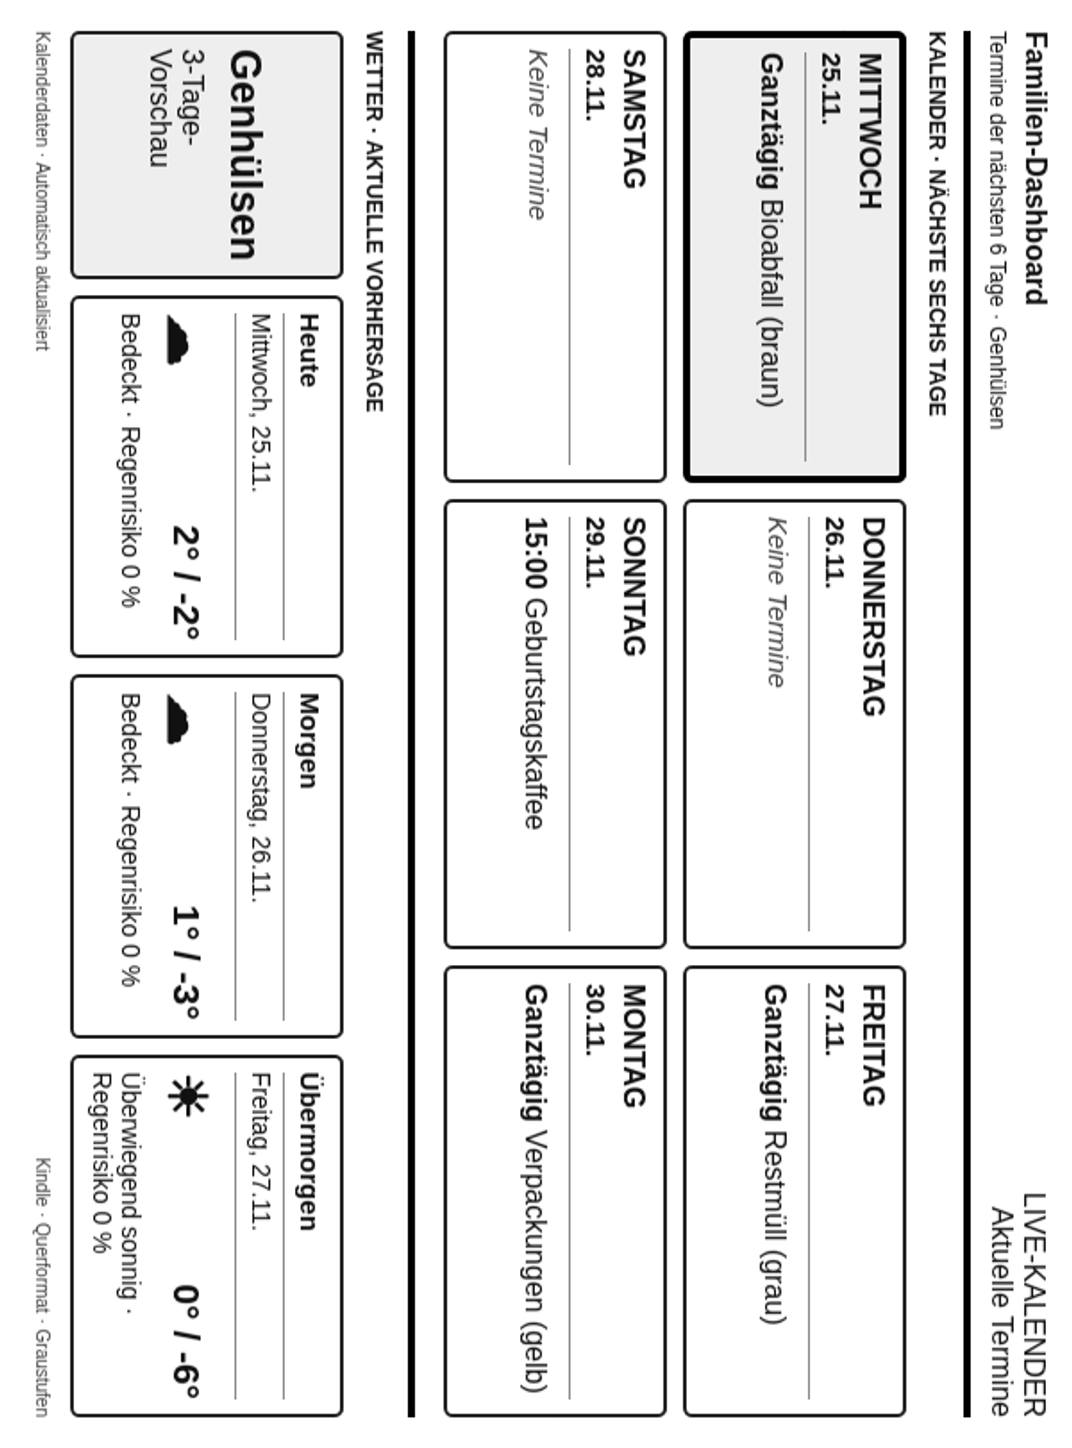 Familien-Dashboard
Termine der nächsten 6 Tage · Genhülsen
LIVE-KALENDER
Aktuelle Termine
KALENDER · NÄCHSTE SECHS TAGE
MITTWOCH
25.11.
Ganztägig Bioabfall (braun)
DONNERSTAG
26.11.
Keine Termine
FREITAG
27.11.
Ganztägig Restmüll (grau)
SAMSTAG
28.11.
Keine Termine
SONNTAG
29.11.
15:00 Geburtstagskaffee
MONTAG
30.11.
Ganztägig Verpackungen (gelb)
WETTER · AKTUELLE VORHERSAGE
Genhülsen
3-Tage-
Vorschau
Heute
Mittwoch, 25.11.
2° / -2°
Bedeckt · Regenrisiko 0 %
Morgen
Donnerstag, 26.11.
1° / -3°
Bedeckt · Regenrisiko 0 %
Übermorgen
Freitag, 27.11.
0° / -6°
Überwiegend sonnig ·
Regenrisiko 0 %
Kalenderdaten · Automatisch aktualisiert
Kindle · Querformat · Graustufen